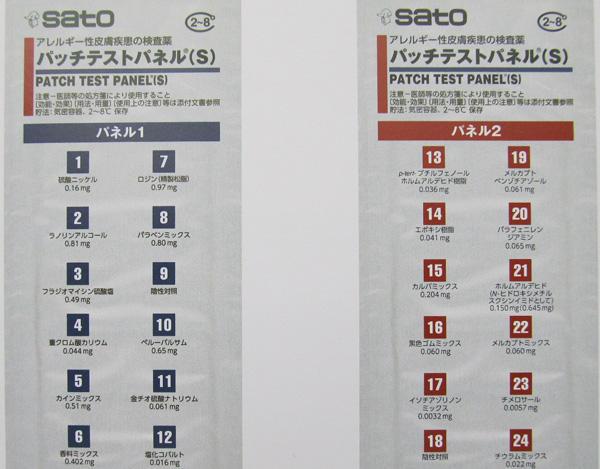 sato
2~8°
アレルギー性皮膚疾患の検査薬
パッチテストパネル®(S)
PATCH TEST PANEL®(S)
注意－医師等の処方箋により使用すること
〔効能・効果〕〔用法・用量〕〔使用上の注意〕等は添付文書参照
貯法：気密容器、2~8℃ 保存
パネル1
1
硫酸ニッケル
0.16 mg
2
ラノリンアルコール
0.81 mg
3
フラジオマイシン硫酸塩
0.49 mg
4
重クロム酸カリウム
0.044 mg
5
カインミックス
0.51 mg
6
香料ミックス
0.402 mg
7
ロジン(精製松脂)
0.97 mg
8
パラベンミックス
0.80 mg
9
陰性対照
10
ペルーバルサム
0.65 mg
11
金チオ硫酸ナトリウム
0.061 mg
12
塩化コバルト
0.016 mg
sato
2~8°
アレルギー性皮膚疾患の検査薬
パッチテストパネル®(S)
PATCH TEST PANEL®(S)
注意－医師等の処方箋により使用すること
〔効能・効果〕〔用法・用量〕〔使用上の注意〕等は添付文書参照
貯法：気密容器、2~8℃ 保存
パネル2
13
p-tert-ブチルフェノール
ホルムアルデヒド樹脂
0.036 mg
14
エポキシ樹脂
0.041 mg
15
カルバミックス
0.204 mg
16
黒色ゴムミックス
0.060 mg
17
イソチアゾリノン
ミックス
0.0032 mg
18
陰性対照
19
メルカプト
ベンゾチアゾール
0.061 mg
20
パラフェニレン
ジアミン
0.065 mg
21
ホルムアルデヒド
(N-ヒドロキシメチル
スクシンイミドとして)
0.150 mg(0.645 mg)
22
メルカプトミックス
0.060 mg
23
チメロサール
0.0057 mg
24
チウラムミックス
0.022 mg